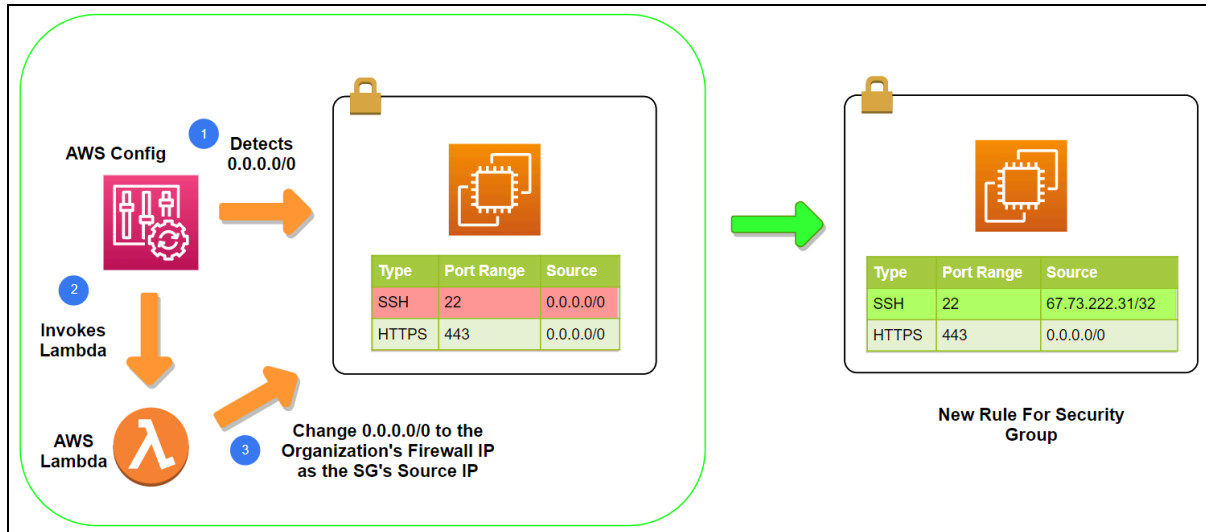 1
Detects
0.0.0.0/0
AWS Config
2
Invokes
Lambda
AWS
Lambda
3
Change 0.0.0.0/0 to the
Organization's Firewall IP
as the SG's Source IP
Type Port Range Source
SSH 22 0.0.0.0/0
HTTPS 443 0.0.0.0/0
Type Port Range Source
SSH 22 67.73.222.31/32
HTTPS 443 0.0.0.0/0
New Rule For Security
Group